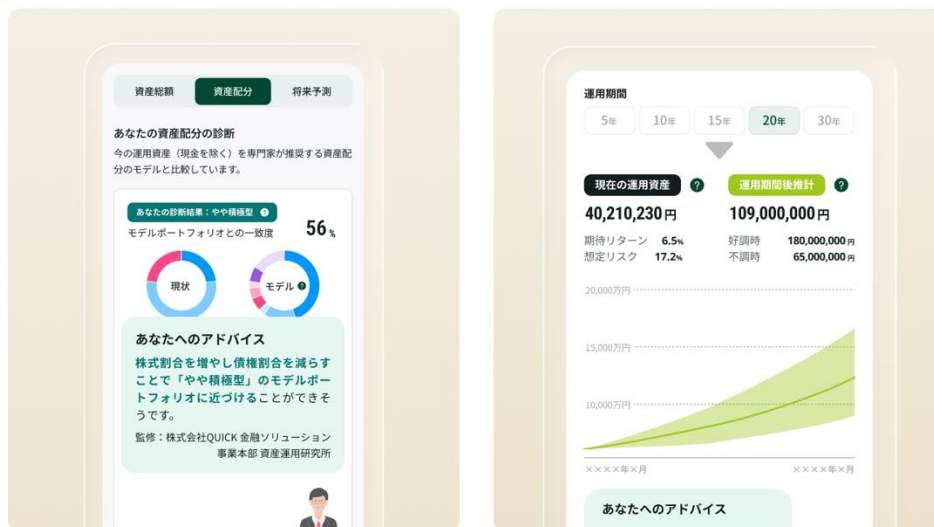 資産総額 資産配分 将来予測
あなたの資産配分の診断
今の運用資産（現金を除く）を専門家が推奨する資産配
分のモデルと比較しています。
あなたの診断結果：やや積極型 ?
モデルポートフォリオとの一致度 56%
現状 モデル ?
あなたへのアドバイス
株式割合を増やし債権割合を減らす
ことで「やや積極型」のモデルポー
トフォリオに近づけることができそ
うです。
監修：株式会社QUICK 金融ソリューション
事業本部 資産運用研究所
運用期間
5年 10年 15年 20年 30年
現在の運用資産 ? 運用期間後推計 ?
40,210,230円 109,000,000円
期待リターン 6.5% 好調時 180,000,000円
想定リスク 17.2% 不調時 65,000,000円
20,000万円
15,000万円
10,000万円
××××年×月 ××××年×月
あなたへのアドバイス